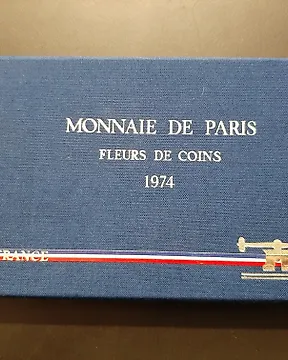 MONNAIE DE PARIS
FLEURS DE COINS
1974
FRANCE